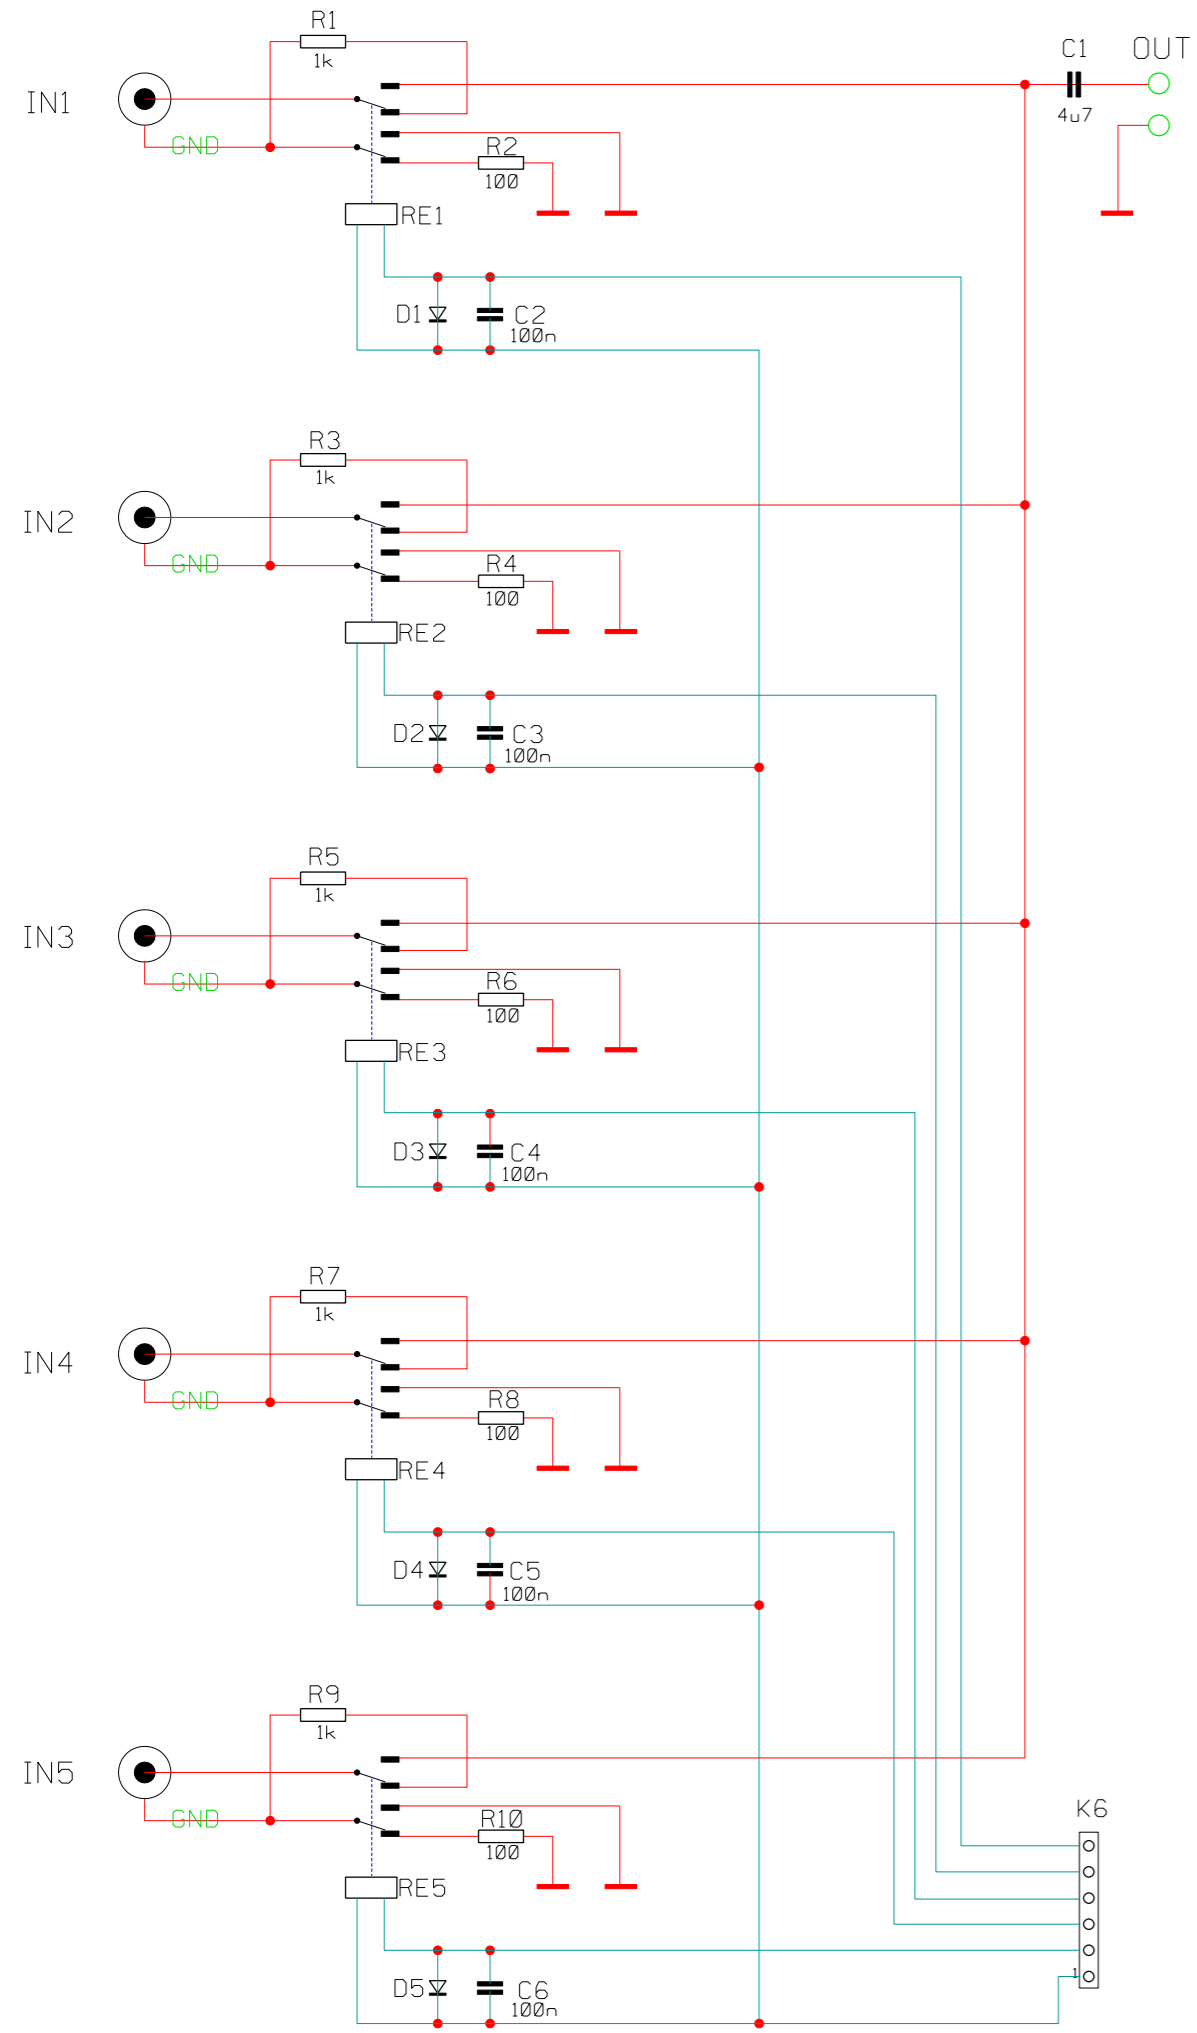 R1
1k
C1
OUT
IN1
4u7
GND
R2
100
RE1
D1
C2
100n
R3
1k
IN2
GND
R4
100
RE2
D2
C3
100n
R5
1k
IN3
GND
R6
100
RE3
D3
C4
100n
R7
1k
IN4
GND
R8
100
RE4
D4
C5
100n
R9
1k
IN5
GND
R10
100
K6
RE5
1
D5
C6
100n